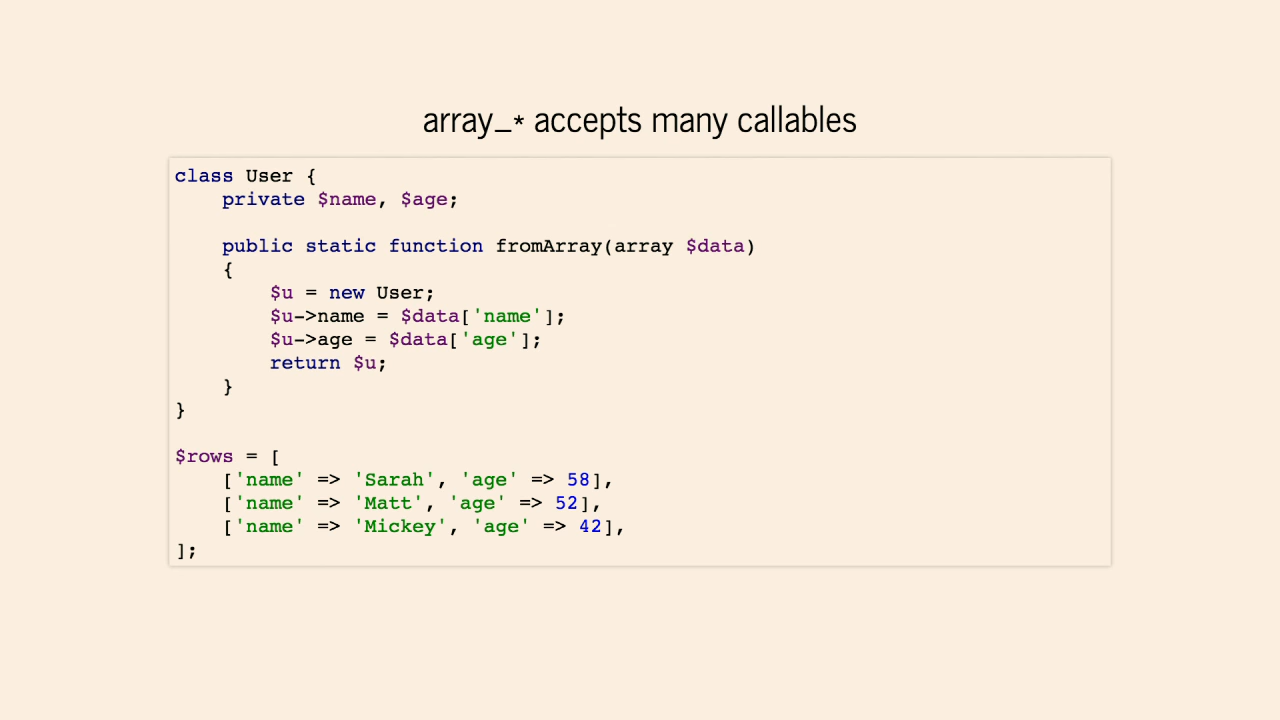 array_* accepts many callables
class User {
    private $name, $age;

    public static function fromArray(array $data)
    {
        $u = new User;
        $u->name = $data['name'];
        $u->age = $data['age'];
        return $u;
    }
}

$rows = [
    ['name' => 'Sarah', 'age' => 58],
    ['name' => 'Matt', 'age' => 52],
    ['name' => 'Mickey', 'age' => 42],
];